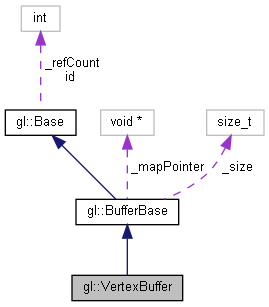 int
_refCount
id
gl::Base
void *
size_t
_mapPointer
_size
gl::BufferBase
gl::VertexBuffer